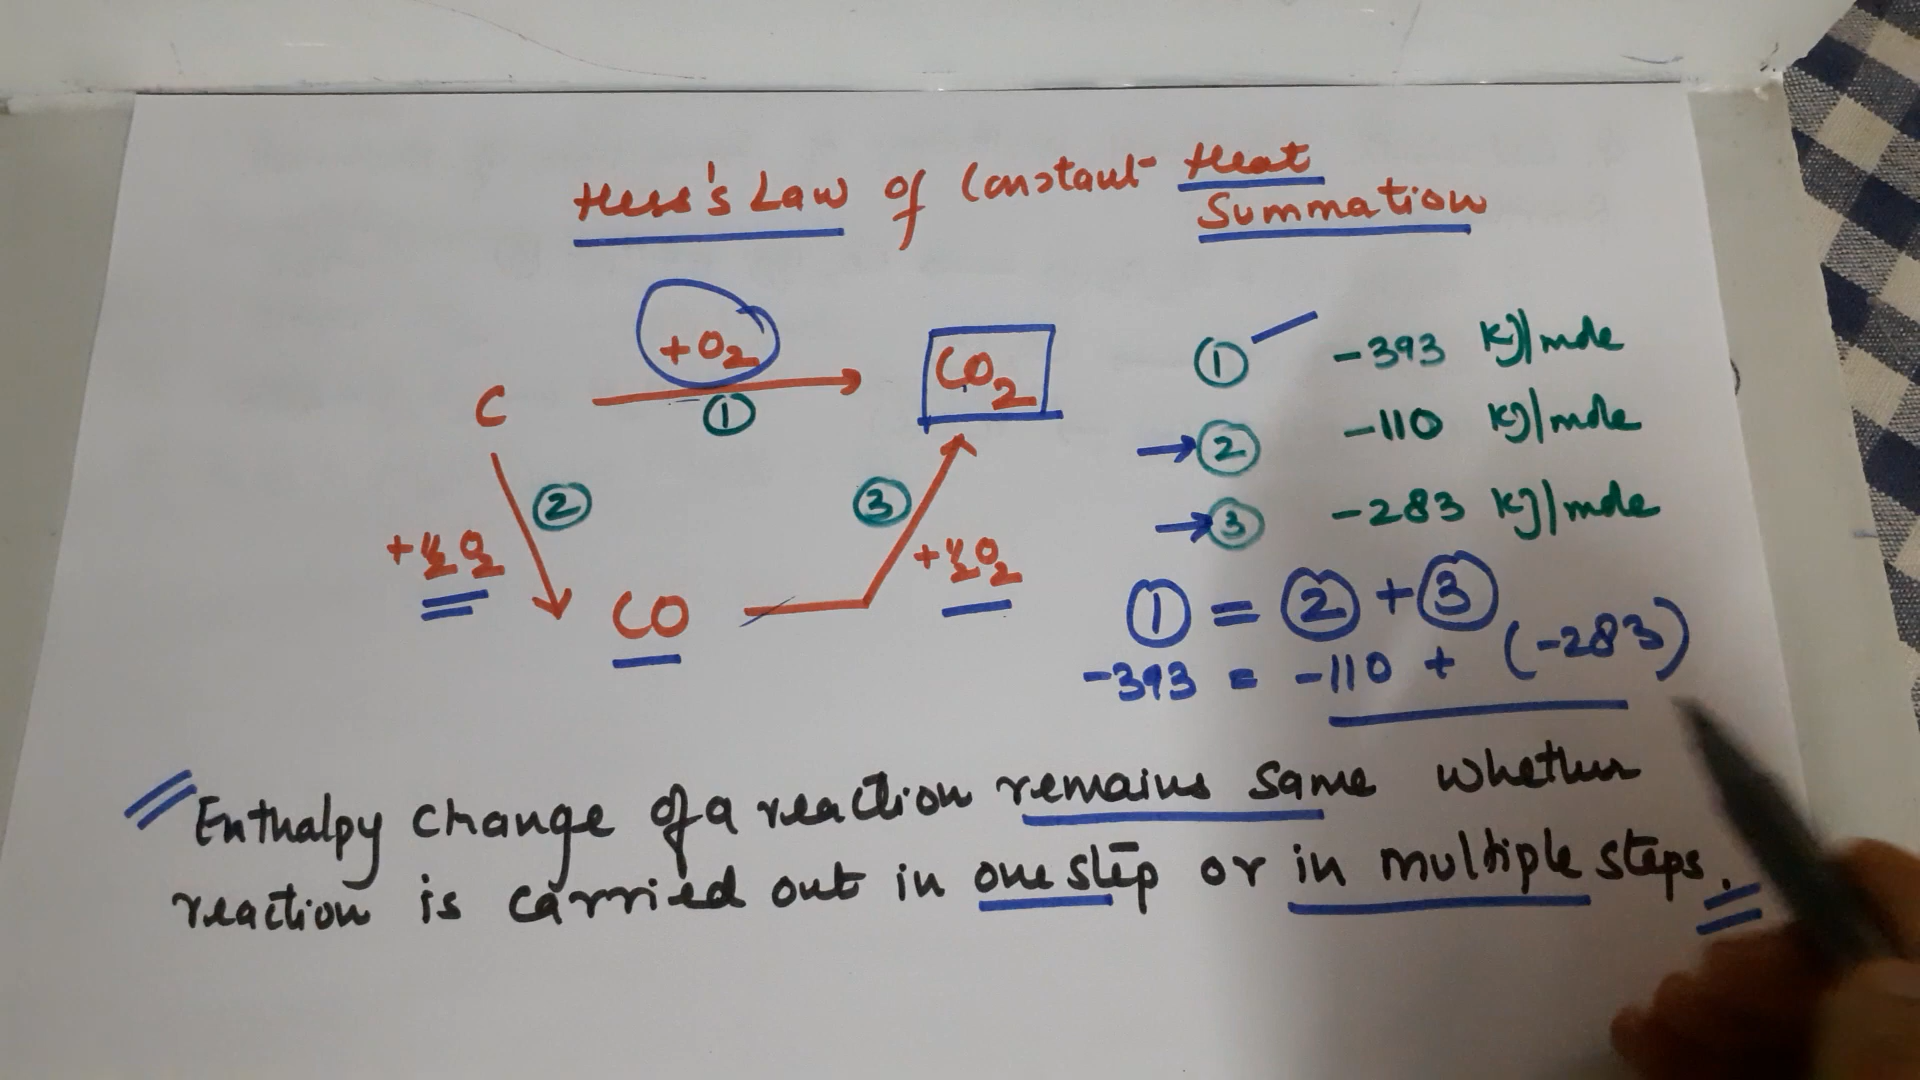 Hess's Law of Constant Heat
Summation
+O2
①
C
CO2
②
③
+½O2
+½O2
CO
① -393 KJ/mole
→② -110 KJ/mole
→③ -283 KJ/mole
① = ② + ③
-393 = -110 + (-283)
Enthalpy change of a reaction remains same whether
reaction is carried out in one step or in multiple steps.